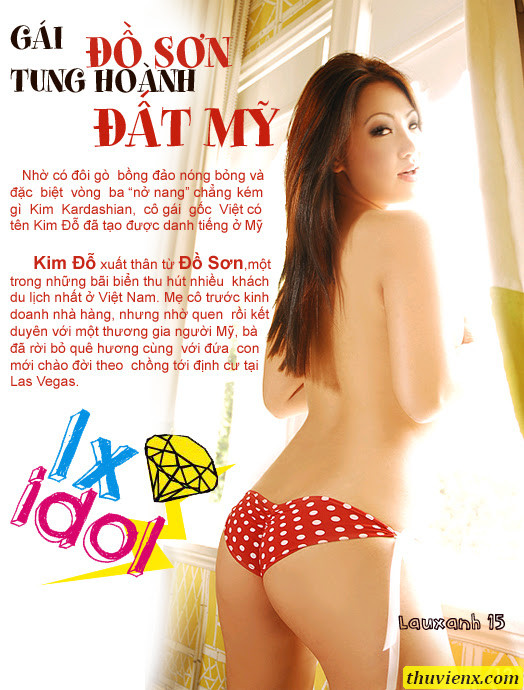 GÁI ĐỒ SƠN
TUNG HOÀNH
ĐẤT MỸ
Nhờ có đôi gò bồng đảo nóng bỏng và
đặc biệt vòng ba “nở nang” chẳng kém
gì Kim Kardashian, cô gái gốc Việt có
tên Kim Đỗ đã tạo được danh tiếng ở Mỹ
Kim Đỗ xuất thân từ Đồ Sơn,một
trong những bãi biển thu hút nhiều khách
du lịch nhất ở Việt Nam. Mẹ cô trước kinh
doanh nhà hàng, nhưng nhờ quen rồi kết
duyên với một thương gia người Mỹ, bà
đã rời bỏ quê hương cùng với đứa con
mới chào đời theo chồng tới định cư tại
Las Vegas.
lx
idol
Lauxanh 15
thuvienx.com